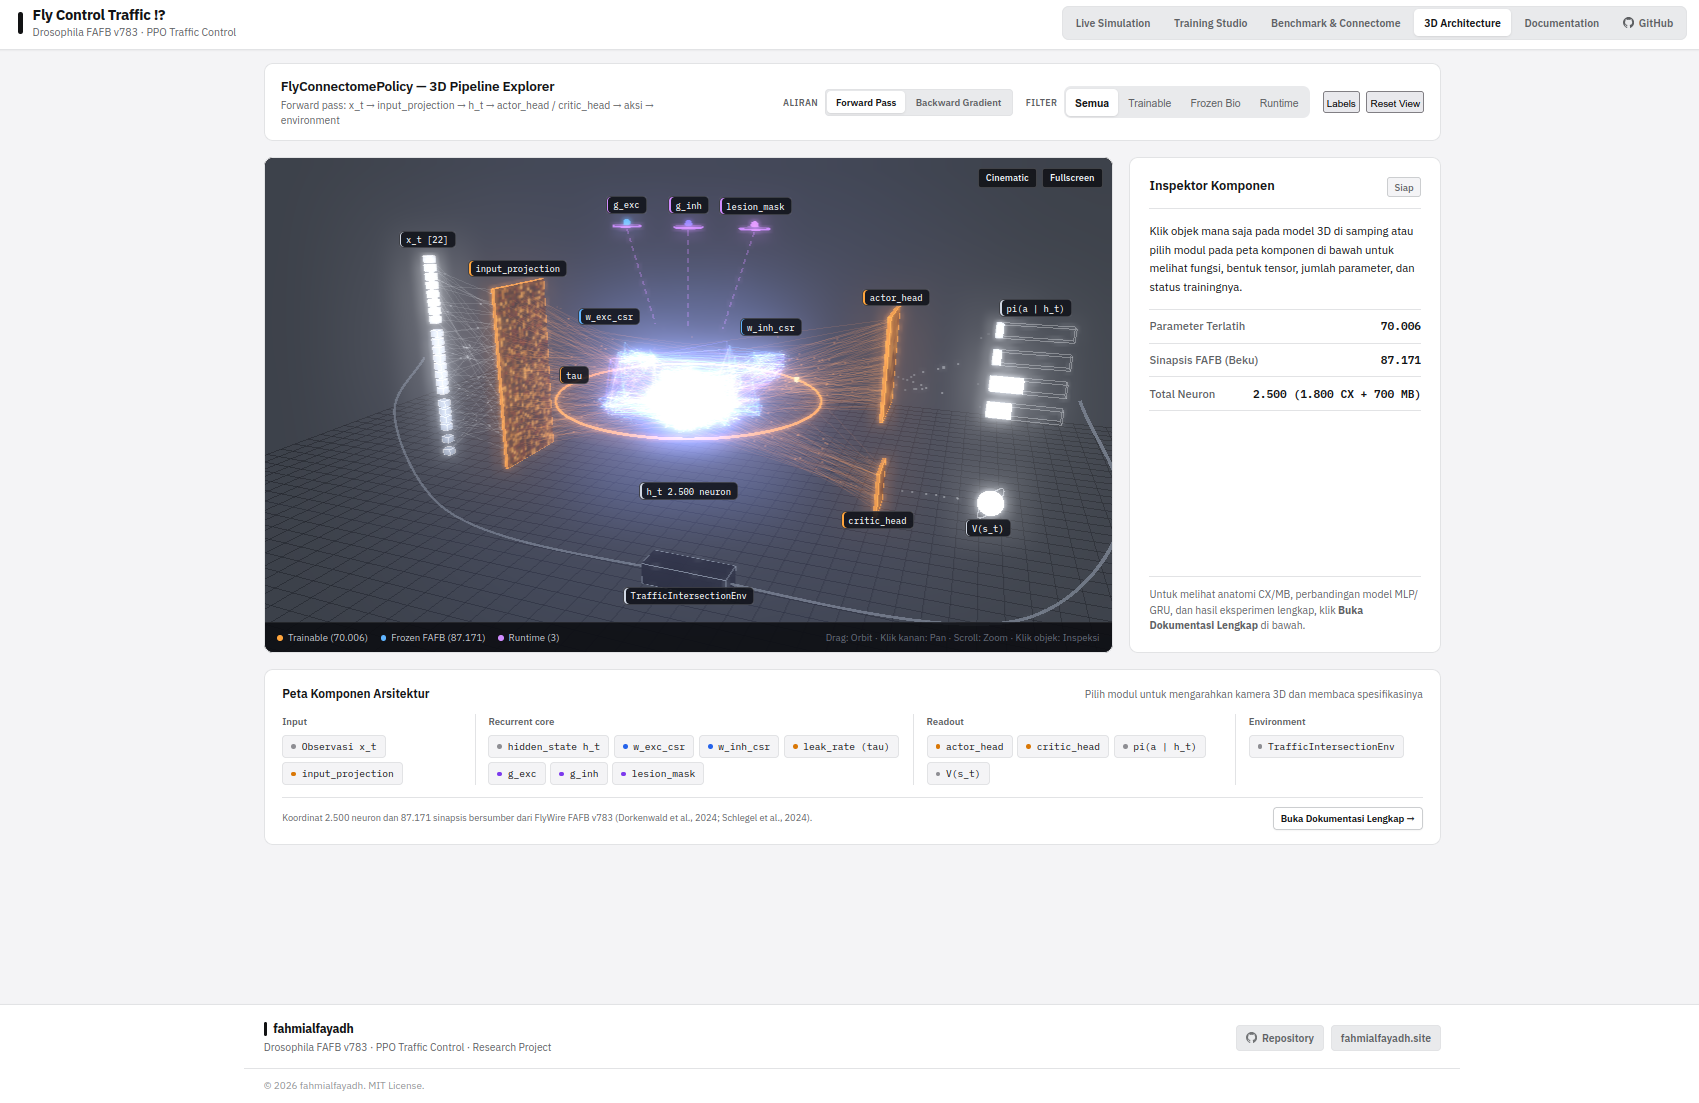 Fly Control Traffic !?
Drosophila FAFB v783 · PPO Traffic Control
Live Simulation
Training Studio
Benchmark & Connectome
3D Architecture
Documentation
GitHub
FlyConnectomePolicy — 3D Pipeline Explorer
Forward pass: x_t → input_projection → h_t → actor_head / critic_head → aksi →
environment
ALIRAN
Forward Pass
Backward Gradient
FILTER
Semua
Trainable
Frozen Bio
Runtime
Labels
Reset View
Cinematic
Fullscreen
g_exc
g_inh
lesion_mask
x_t [22]
input_projection
w_exc_csr
w_inh_csr
actor_head
pi(a | h_t)
tau
h_t 2.500 neuron
critic_head
V(s_t)
TrafficIntersectionEnv
Trainable (70.006)
Frozen FAFB (87.171)
Runtime (3)
Drag: Orbit · Klik kanan: Pan · Scroll: Zoom · Klik objek: Inspeksi
Inspektor Komponen
Siap
Klik objek mana saja pada model 3D di samping atau
pilih modul pada peta komponen di bawah untuk
melihat fungsi, bentuk tensor, jumlah parameter, dan
status trainingnya.
Parameter Terlatih 70.006
Sinapsis FAFB (Beku) 87.171
Total Neuron 2.500 (1.800 CX + 700 MB)
Untuk melihat anatomi CX/MB, perbandingan model MLP/
GRU, dan hasil eksperimen lengkap, klik Buka
Dokumentasi Lengkap di bawah.
Peta Komponen Arsitektur
Pilih modul untuk mengarahkan kamera 3D dan membaca spesifikasinya
Input
Observasi x_t
input_projection
Recurrent core
hidden_state h_t
w_exc_csr
w_inh_csr
leak_rate (tau)
g_exc
g_inh
lesion_mask
Readout
actor_head
critic_head
pi(a | h_t)
V(s_t)
Environment
TrafficIntersectionEnv
Koordinat 2.500 neuron dan 87.171 sinapsis bersumber dari FlyWire FAFB v783 (Dorkenwald et al., 2024; Schlegel et al., 2024).
Buka Dokumentasi Lengkap →
fahmialfayadh
Drosophila FAFB v783 · PPO Traffic Control · Research Project
Repository
fahmialfayadh.site
© 2026 fahmialfayadh. MIT License.